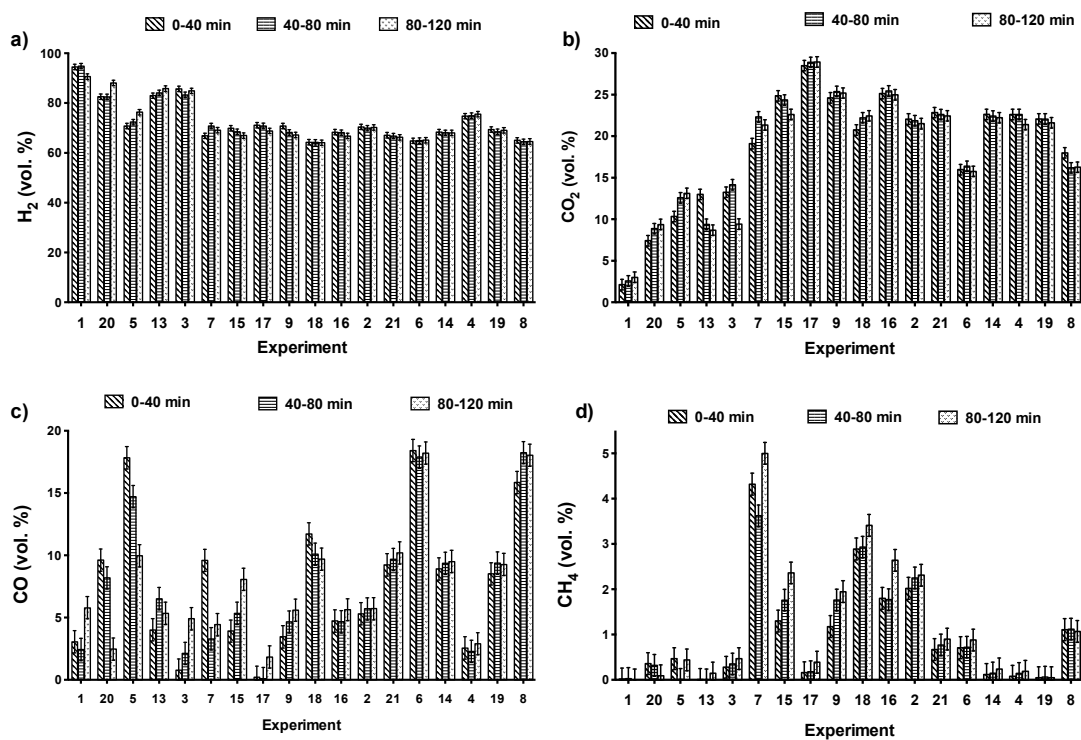 a)
0-40 min 40-80 min 80-120 min
H2 (vol. %)
100
80
60
40
20
0
1 20 5 13 3 7 15 17 9 18 16 2 21 6 14 4 19 8
Experiment
b)
0-40 min 40-80 min 80-120 min
CO2 (vol. %)
30
25
20
15
10
5
0
1 20 5 13 3 7 15 17 9 18 16 2 21 6 14 4 19 8
Experiment
c)
0-40 min 40-80 min 80-120 min
CO (vol. %)
20
15
10
5
0
1 20 5 13 3 7 15 17 9 18 16 2 21 6 14 4 19 8
Experiment
d)
0-40 min 40-80 min 80-120 min
CH4 (vol. %)
5
4
3
2
1
0
1 20 5 13 3 7 15 17 9 18 16 2 21 6 14 4 19 8
Experiment